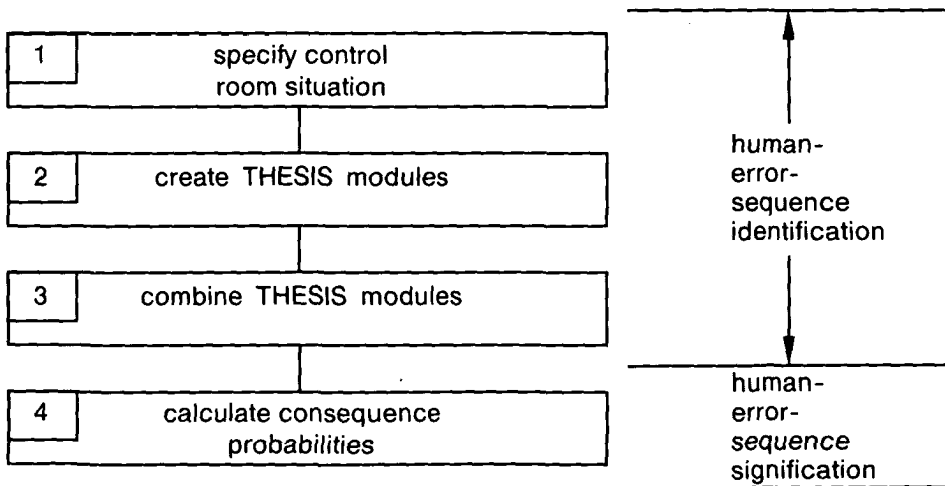 1
specify control
room situation
2
create THESIS modules
3
combine THESIS modules
4
calculate consequence
probabilities
human-
error-
sequence
identification
human-
error-
sequence
signification